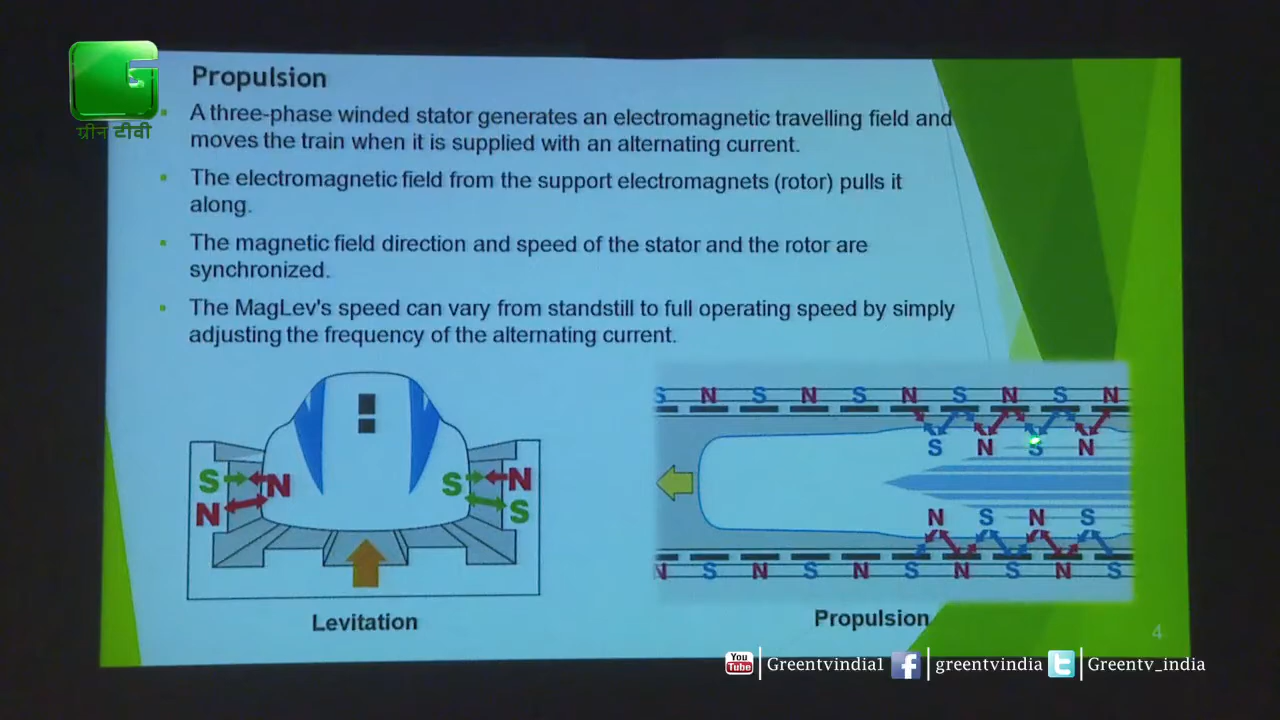 ग्रीन टीवी
Propulsion
A three-phase winded stator generates an electromagnetic travelling field and
moves the train when it is supplied with an alternating current.
The electromagnetic field from the support electromagnets (rotor) pulls it
along.
The magnetic field direction and speed of the stator and the rotor are
synchronized.
The MagLev's speed can vary from standstill to full operating speed by simply
adjusting the frequency of the alternating current.
S N S N
N S
Levitation
S N S N S N S N S N
S N S N
N S N S
N S N S N S N S N S
Propulsion
4
You Tube Greentvindia1 f greentvindia t Greentv_india